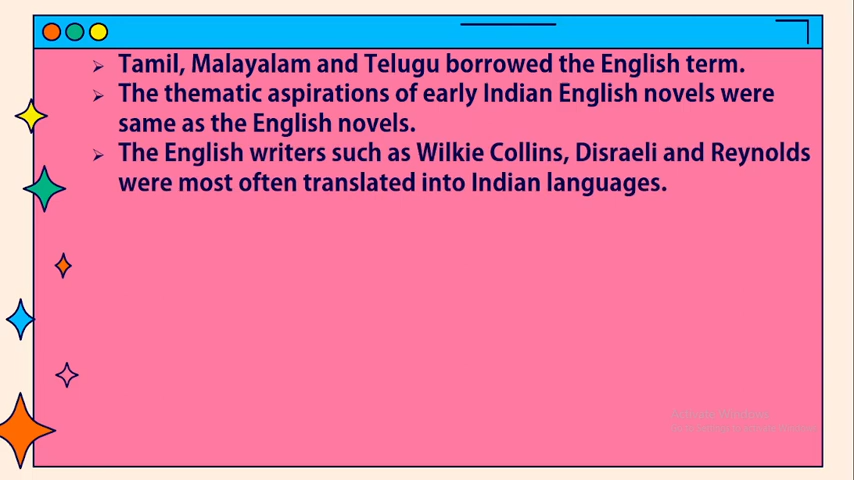 ➢ Tamil, Malayalam and Telugu borrowed the English term.
➢ The thematic aspirations of early Indian English novels were
same as the English novels.
➢ The English writers such as Wilkie Collins, Disraeli and Reynolds
were most often translated into Indian languages.
Activate Windows